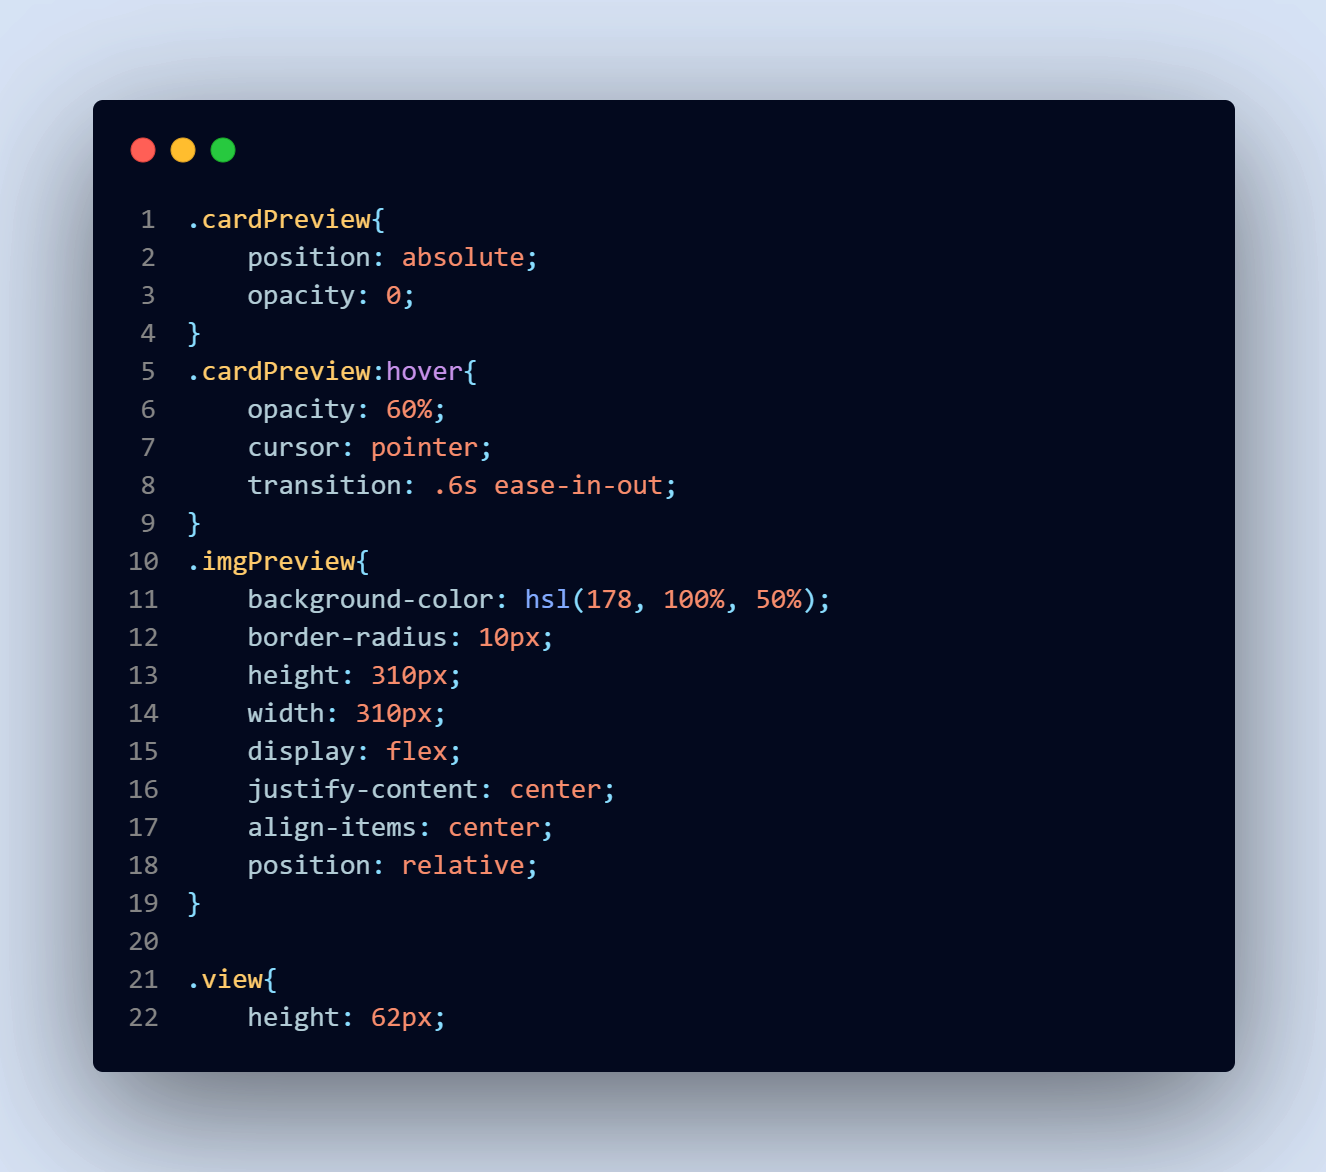 1 .cardPreview{
2     position: absolute;
3     opacity: 0;
4 }
5 .cardPreview:hover{
6     opacity: 60%;
7     cursor: pointer;
8     transition: .6s ease-in-out;
9 }
10 .imgPreview{
11     background-color: hsl(178, 100%, 50%);
12     border-radius: 10px;
13     height: 310px;
14     width: 310px;
15     display: flex;
16     justify-content: center;
17     align-items: center;
18     position: relative;
19 }
20
21 .view{
22     height: 62px;